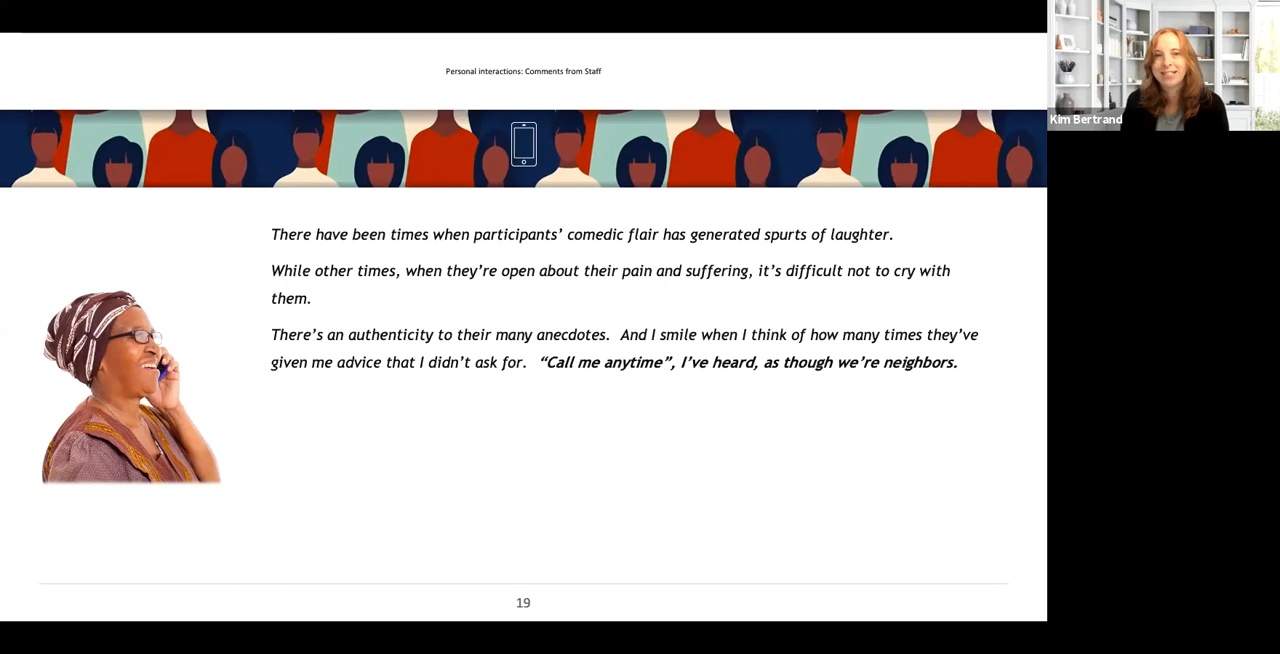 Personal interactions: Comments from Staff
Kim Bertrand
There have been times when participants’ comedic flair has generated spurts of laughter.
While other times, when they’re open about their pain and suffering, it’s difficult not to cry with
them.
There’s an authenticity to their many anecdotes.  And I smile when I think of how many times they’ve
given me advice that I didn’t ask for.  “Call me anytime”, I’ve heard, as though we’re neighbors.
19